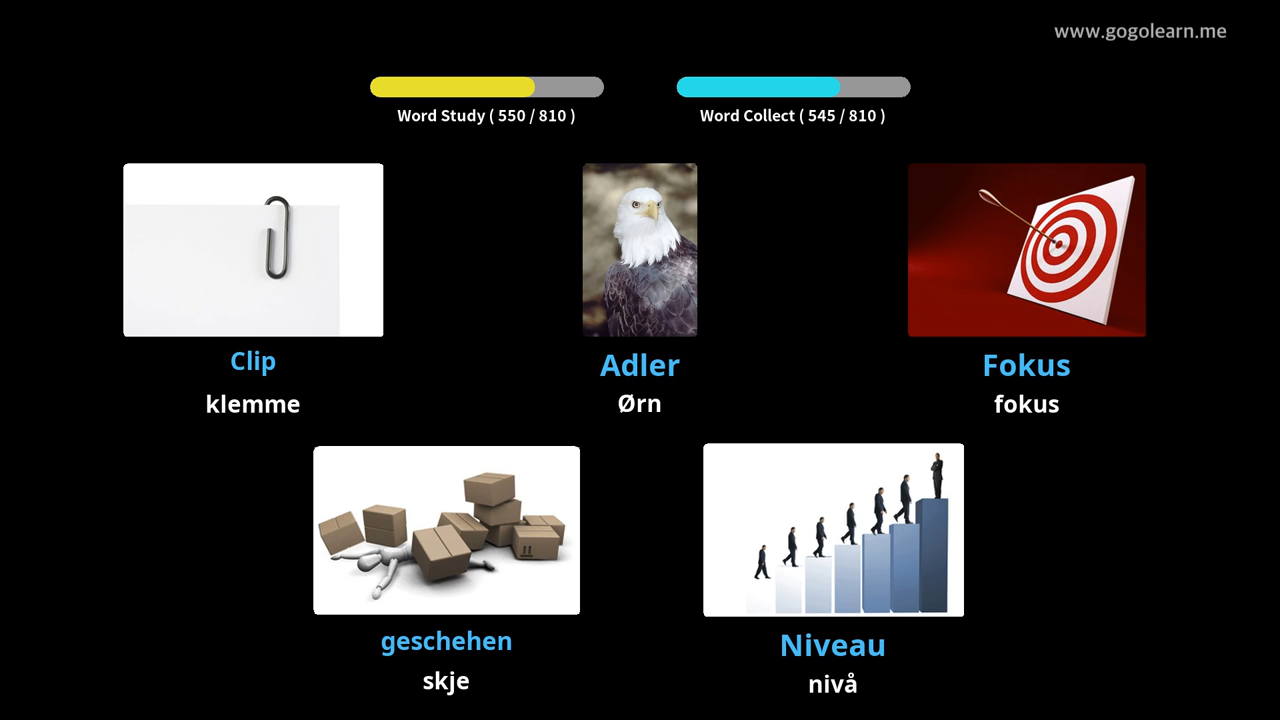 www.gogolearn.me
Word Study ( 550 / 810 )
Word Collect ( 545 / 810 )
Clip
klemme
Adler
Ørn
Fokus
fokus
geschehen
skje
Niveau
nivå